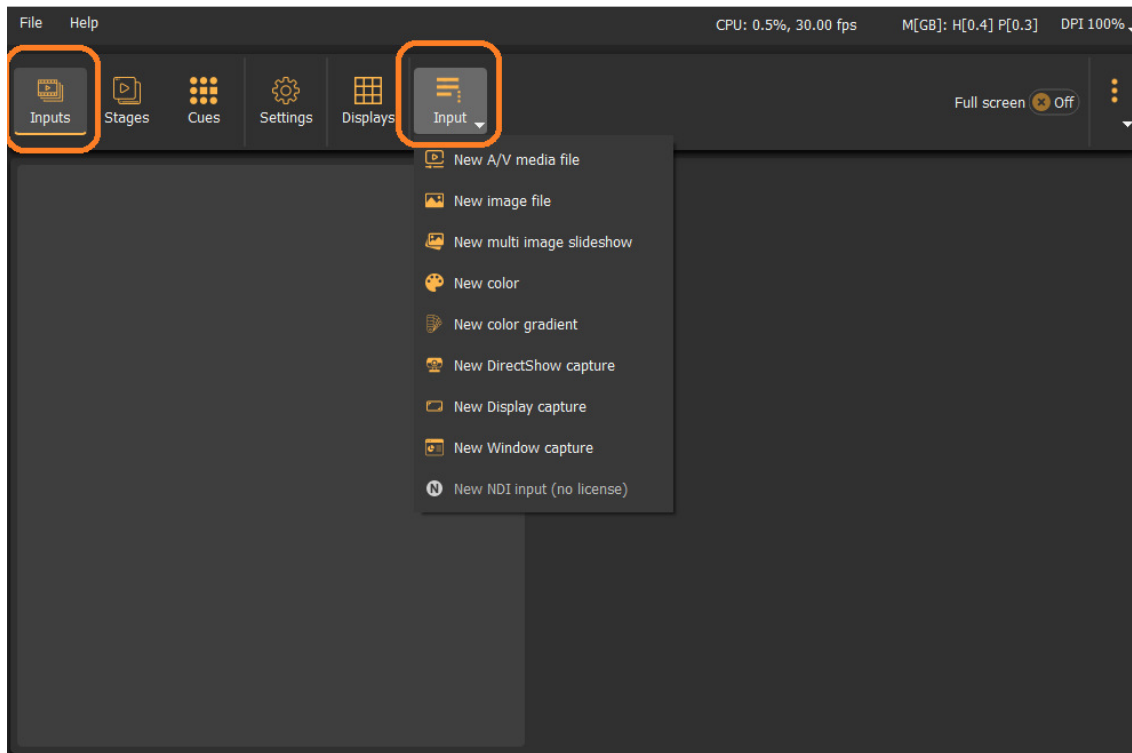 File Help CPU: 0.5%, 30.00 fps M[GB]: H[0.4] P[0.3] DPI 100%
Inputs Stages Cues Settings Displays Input Full screen Off
New A/V media file
New image file
New multi image slideshow
New color
New color gradient
New DirectShow capture
New Display capture
New Window capture
N New NDI input (no license)